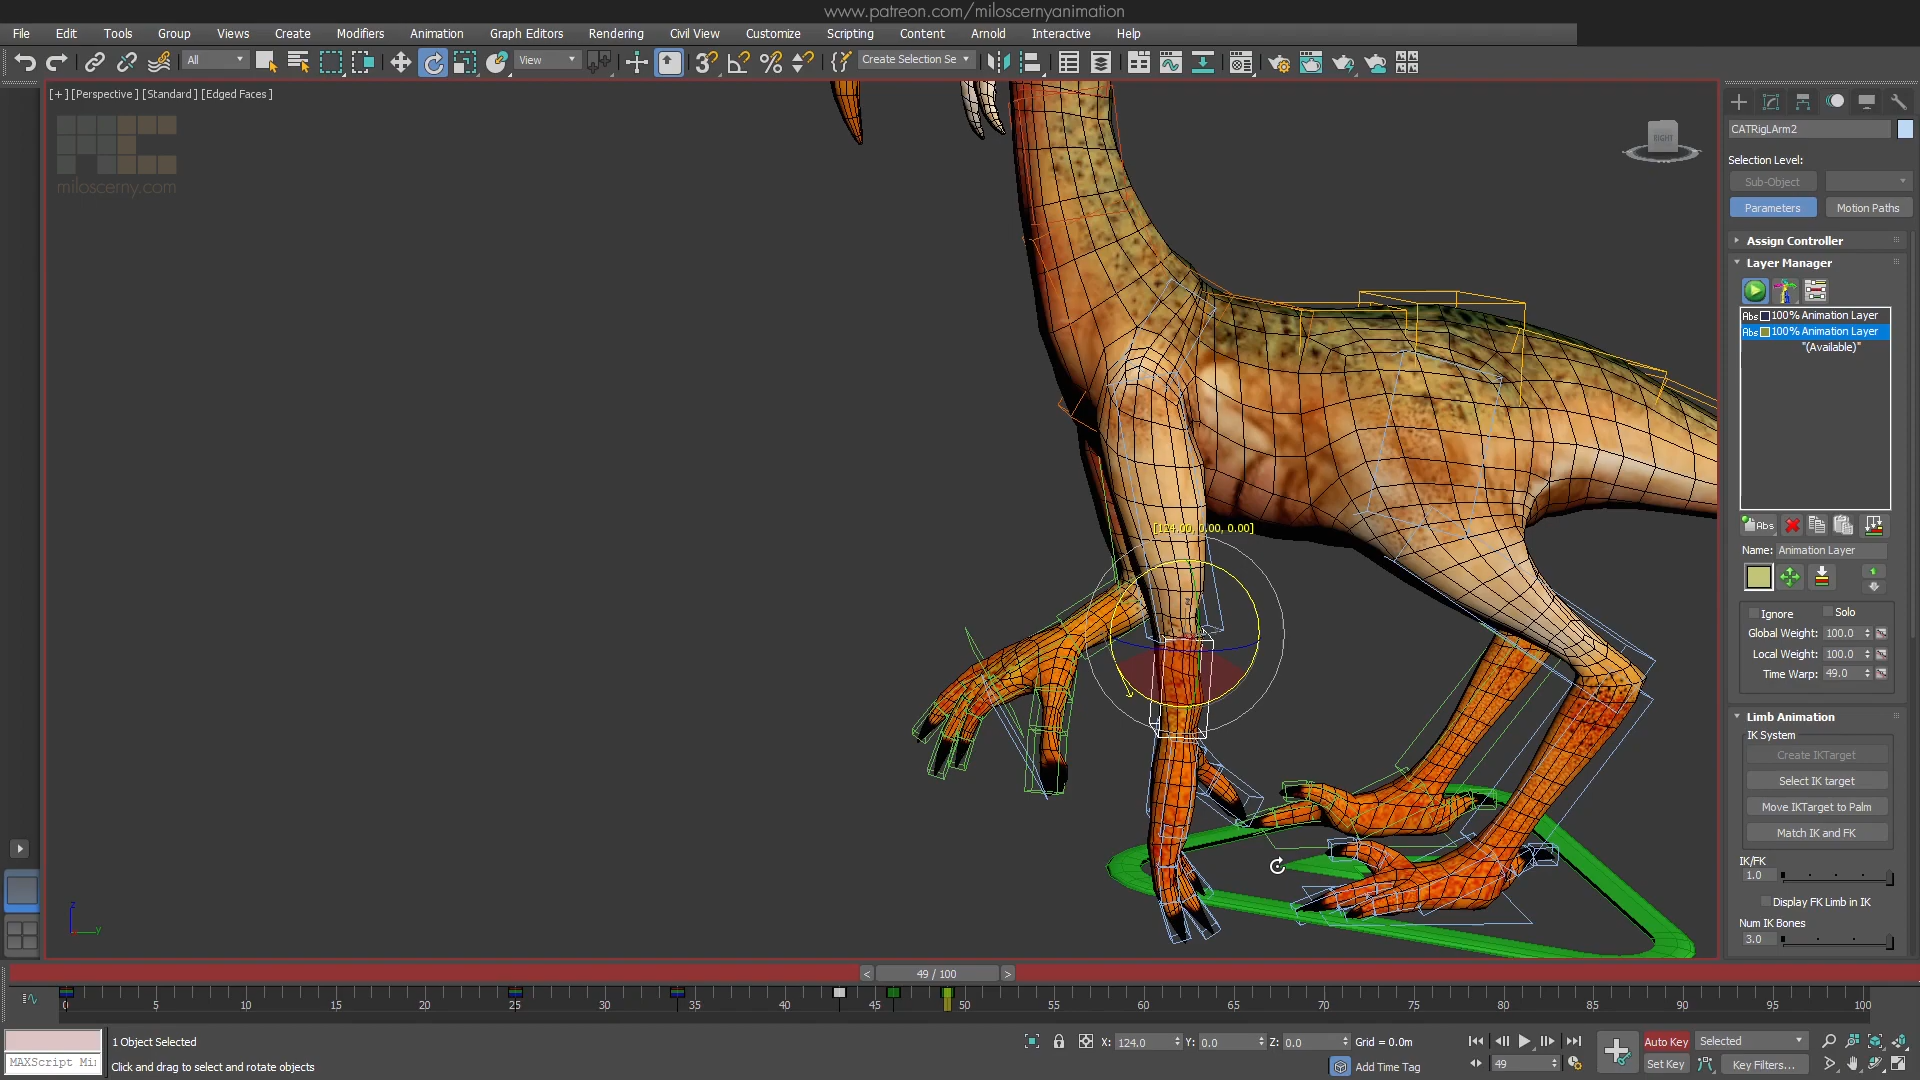 www.patreon.com/miloscernyanimation
File Edit Tools Group Views Create Modifiers Animation Graph Editors Rendering Civil View Customize Scripting Content Arnold Interactive Help
All View Create Selection Se
[+] [Perspective ] [Standard ] [Edged Faces ]
miloscerny.com
RIGHT
[124.00, 0.00, 0.00]
CATRigLArm2
Selection Level:
Sub-Object
Parameters Motion Paths
Assign Controller
Layer Manager
Abs 100% Animation Layer
Abs 100% Animation Layer
"(Available)"
Abs
Name: Animation Layer
Ignore Solo
Global Weight: 100.0
Local Weight: 100.0
Time Warp: 49.0
Limb Animation
IK System
Create IKTarget
Select IK target
Move IKTarget to Palm
Match IK and FK
IK/FK
1.0
Display FK Limb in IK
Num IK Bones
3.0
z
y
< 49 / 100 >
0 5 10 15 20 25 30 35 40 45 50 55 60 65 70 75 80 85 90 95 100
1 Object Selected
X: 124.0 Y: 0.0 Z: 0.0 Grid = 0.0m
Auto Key Selected
MAXScript Mi
Click and drag to select and rotate objects
Add Time Tag
49
Set Key Key Filters...